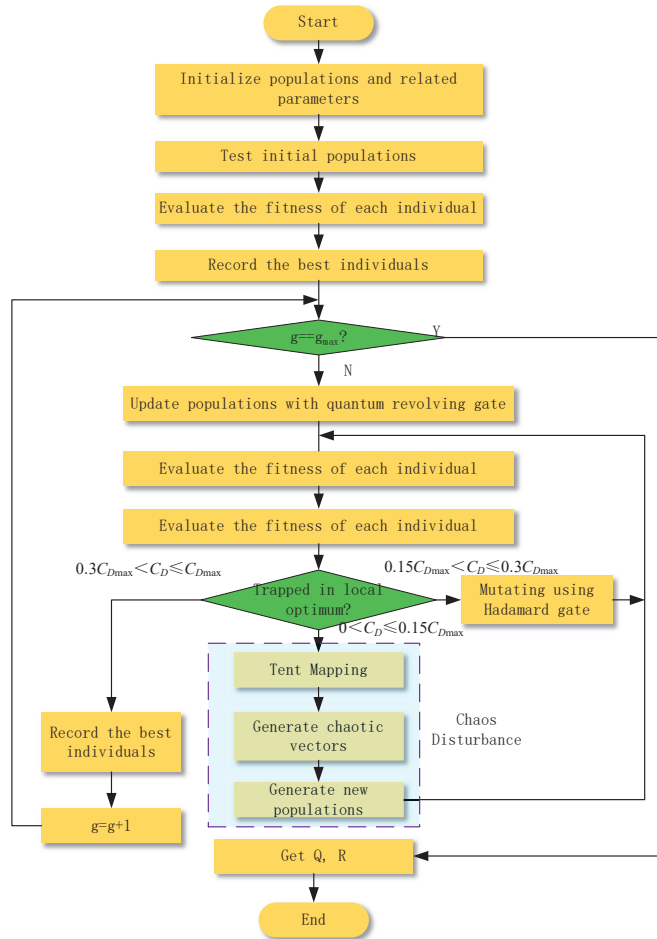 Start
Initialize populations and related
parameters
Test initial populations
Evaluate the fitness of each individual
Record the best individuals
g==gmax?
Y
N
Update populations with quantum revolving gate
Evaluate the fitness of each individual
Evaluate the fitness of each individual
0.3CDmax<CD≤CDmax
0.15CDmax<CD≤0.3CDmax
Trapped in local
optimum?
Mutating using
Hadamard gate
0<CD≤0.15CDmax
Tent Mapping
Record the best
individuals
Generate chaotic
vectors
Chaos
Disturbance
Generate new
populations
g=g+1
Get Q, R
End